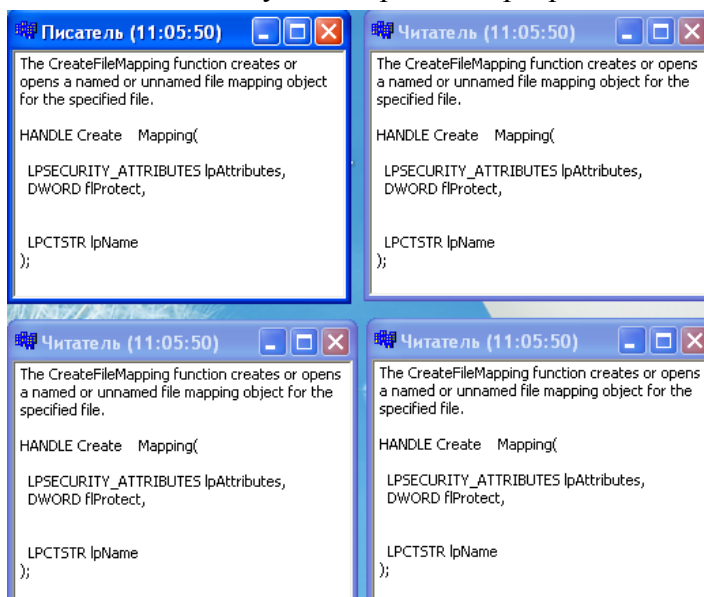 Писатель (11:05:50)
The CreateFileMapping function creates or
opens a named or unnamed file mapping object
for the specified file.
HANDLE Create Mapping(
LPSECURITY_ATTRIBUTES lpAttributes,
DWORD flProtect,
LPCTSTR lpName
);
Читатель (11:05:50)
The CreateFileMapping function creates or opens
a named or unnamed file mapping object for the
specified file.
HANDLE Create Mapping(
LPSECURITY_ATTRIBUTES lpAttributes,
DWORD flProtect,
LPCTSTR lpName
);
Читатель (11:05:50)
The CreateFileMapping function creates or opens
a named or unnamed file mapping object for the
specified file.
HANDLE Create Mapping(
LPSECURITY_ATTRIBUTES lpAttributes,
DWORD flProtect,
LPCTSTR lpName
);
Читатель (11:05:50)
The CreateFileMapping function creates or opens
a named or unnamed file mapping object for the
specified file.
HANDLE Create Mapping(
LPSECURITY_ATTRIBUTES lpAttributes,
DWORD flProtect,
LPCTSTR lpName
);